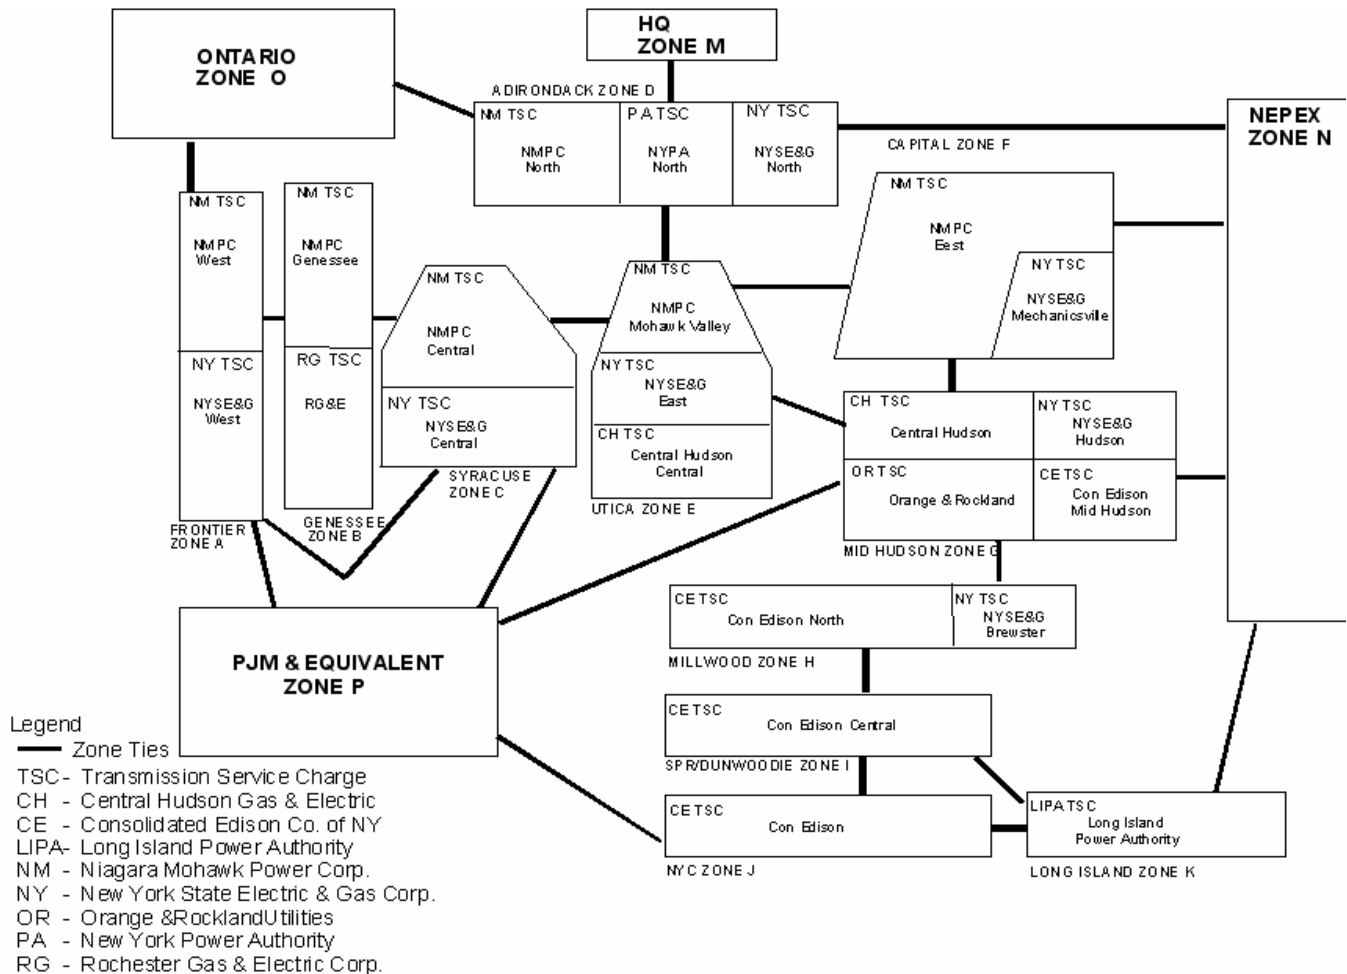 HQ
ZONE M
ONTARIO
ZONE O
ADIRONDACK ZONE D
NM TSC
NMPC
North
PA TSC
NYPA
North
NY TSC
NYSE&G
North
CAPITAL ZONE F
NEPEX
ZONE N
NM TSC
NMPC
West
NY TSC
NYSE&G
West
FRONTIER
ZONE A
NM TSC
NMPC
Genessee
RG TSC
RG&E
GENESSEE
ZONE B
NM TSC
NMPC
Central
NY TSC
NYSE&G
Central
SYRACUSE
ZONE C
NM TSC
NMPC
Mohawk Valley
NY TSC
NYSE&G
East
CH TSC
Central Hudson
Central
UTICA ZONE E
NM TSC
NMPC
Eest
NY TSC
NYSE&G
Mechanicsville
CH TSC
Central Hudson
NY TSC
NYSE&G
Hudson
OR TSC
Orange & Rockland
CE TSC
Con Edison
Mid Hudson
MID HUDSON ZONE G
CE TSC
Con Edison North
NY TSC
NYSE&G
Brewster
MILLWOOD ZONE H
PJM & EQUIVALENT
ZONE P
CE TSC
Con Edison Central
SPR/DUNWOODIE ZONE I
CE TSC
Con Edison
NYC ZONE J
LIPA TSC
Long Island
Power Authority
LONG ISLAND ZONE K
Legend
Zone Ties
TSC - Transmission Service Charge
CH - Central Hudson Gas & Electric
CE - Consolidated Edison Co. of NY
LIPA- Long Island Power Authority
NM - Niagara Mohawk Power Corp.
NY - New York State Electric & Gas Corp.
OR - Orange &RocklandUtilities
PA - New York Power Authority
RG - Rochester Gas & Electric Corp.